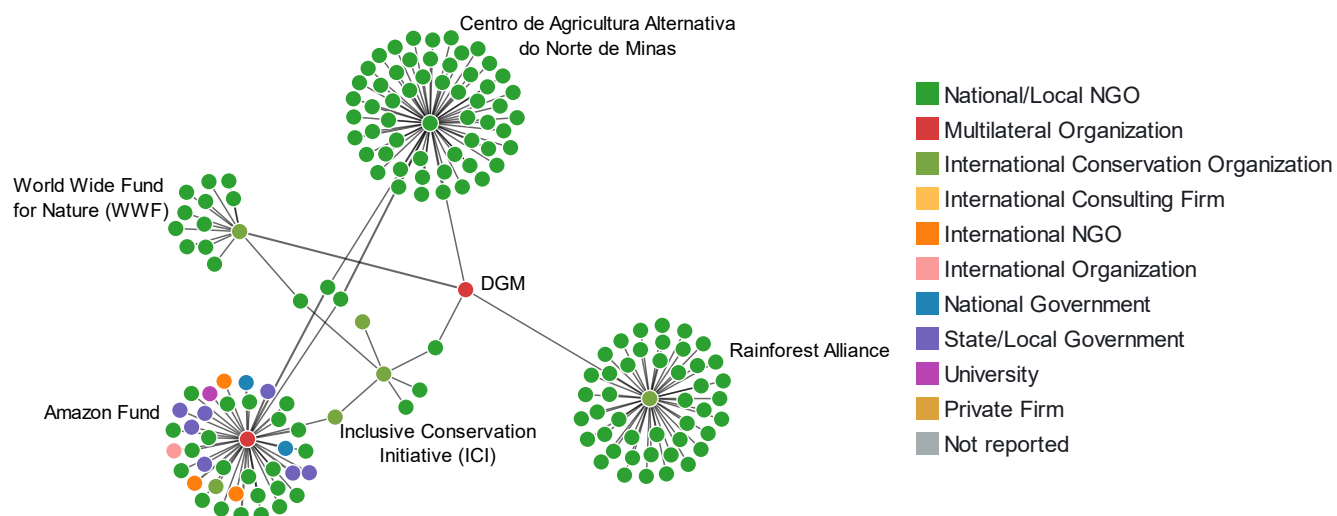 Centro de Agricultura Alternativa
do Norte de Minas
World Wide Fund
for Nature (WWF)
DGM
Rainforest Alliance
Amazon Fund
Inclusive Conservation
Initiative (ICI)
National/Local NGO
Multilateral Organization
International Conservation Organization
International Consulting Firm
International NGO
International Organization
National Government
State/Local Government
University
Private Firm
Not reported